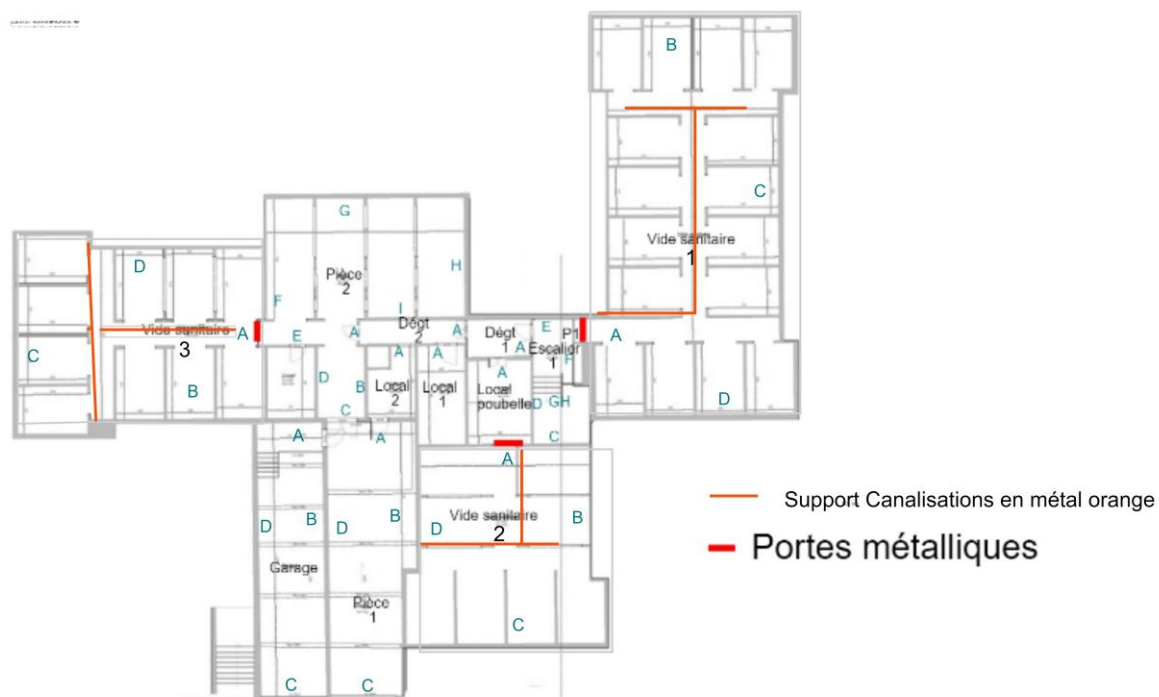 B
C
Vide sanitaire
1
G
H
Pièce
2
F
I
D
A
Vide sanitaire
3
C
B
E
A
Dégt
2
A
Dégt
1
A
E
P1
Escalier
1
F
A
D
A
D
B
C
A
Local
2
A
Local
1
A
Local
poubelle
D
GH
C
A
A
A
Vide sanitaire
2
D
B
C
D
B
Garage
C
D
B
Pièce
1
C
Support Canalisations en métal orange
Portes métalliques